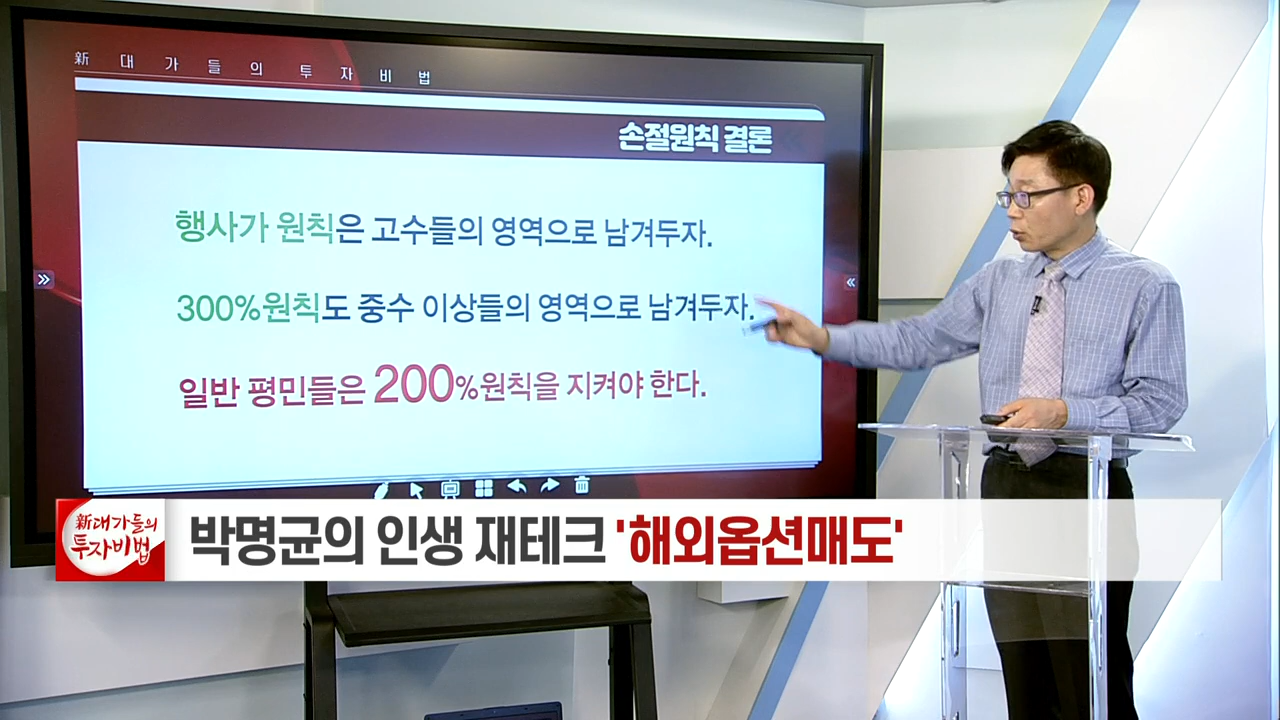 新 대 가 들 의 투 자 비 법
손절원칙 결론
행사가 원칙은 고수들의 영역으로 남겨두자.
300%원칙도 중수 이상들의 영역으로 남겨두자.
일반 평민들은 200%원칙을 지켜야 한다.
新대가들의
투자비법
박명균의 인생 재테크 '해외옵션매도'